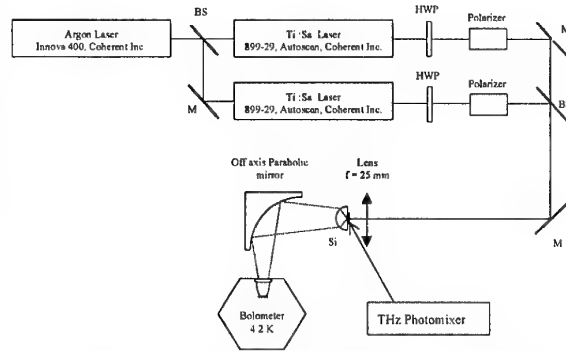 BS
HWP
Polarizer
M
Argon Laser
Innova 400, Coherent Inc
Ti :Sa Laser
899-29, Autoscan, Coherent Inc.
HWP
Polarizer
M
Ti :Sa Laser
899-29, Autoscan, Coherent Inc.
B
Off axis Parabolic
mirror
Lens
f = 25 mm
Si
M
Bolometer
4 2 K
THz Photomixer